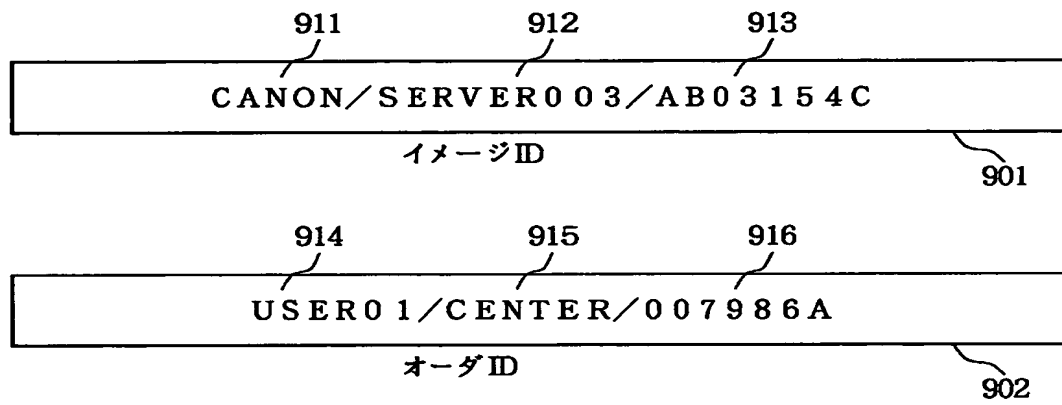 911 912 913
CANON/SERVER003/AB03154C
イメージID
901
914 915 916
USER01/CENTER/007986A
オーダID
902